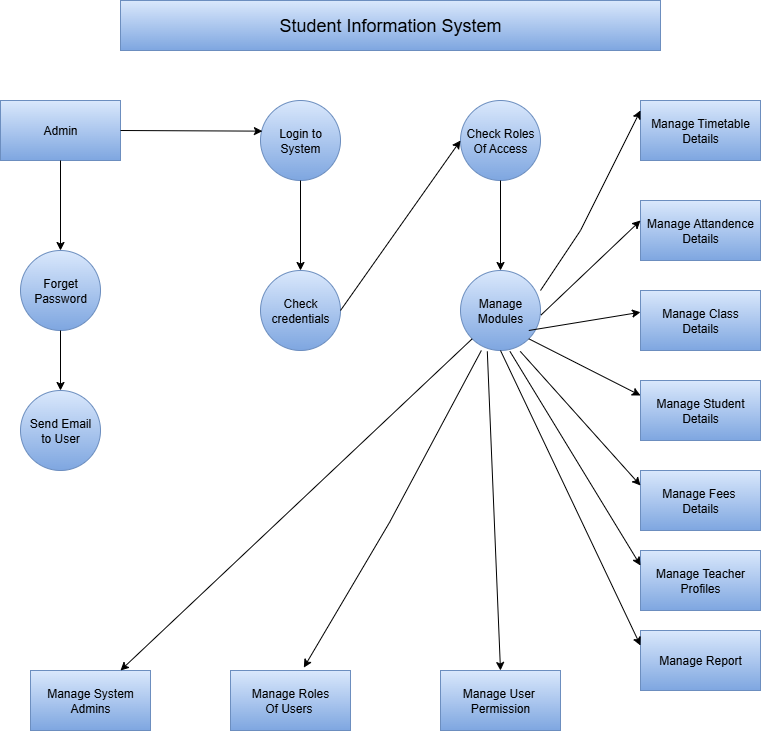 Student Information System
Admin
Login to
System
Check Roles
Of Access
Manage Timetable
Details
Manage Attandence
Details
Forget
Password
Check
credentials
Manage
Modules
Manage Class
Details
Manage Student
Details
Send Email
to User
Manage Fees
Details
Manage Teacher
Profiles
Manage Report
Manage System
Admins
Manage Roles
Of Users
Manage User
Permission